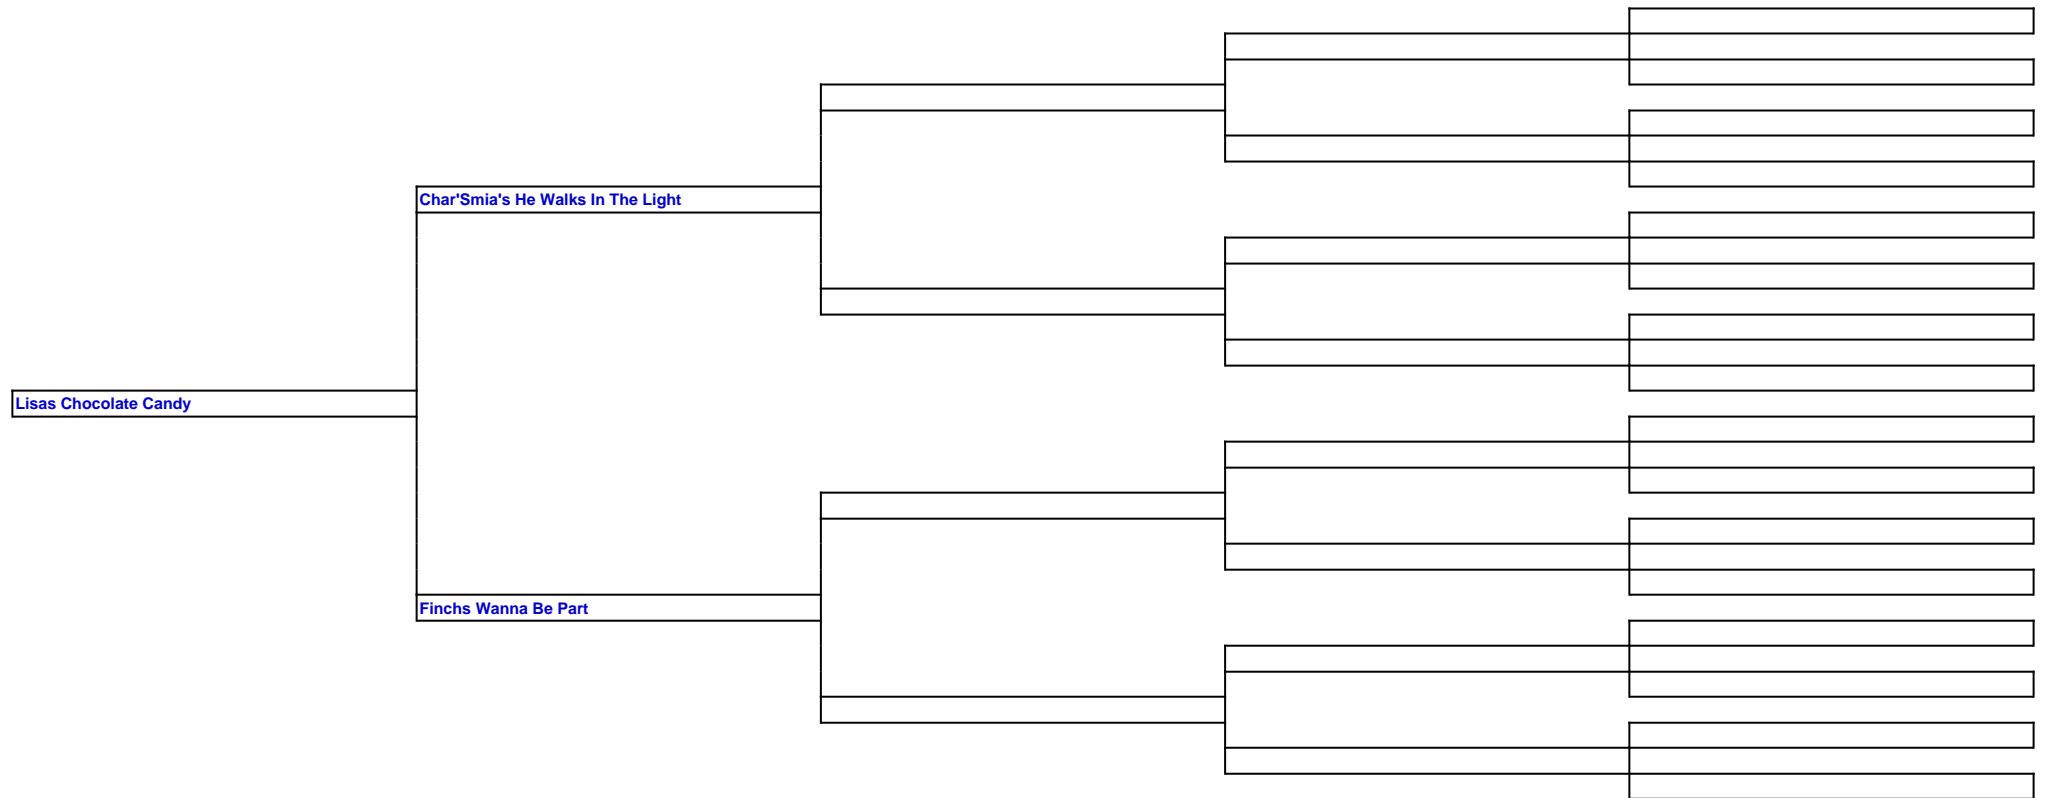 Char'Smia's He Walks In The Light
Lisas Chocolate Candy
Finchs Wanna Be Part